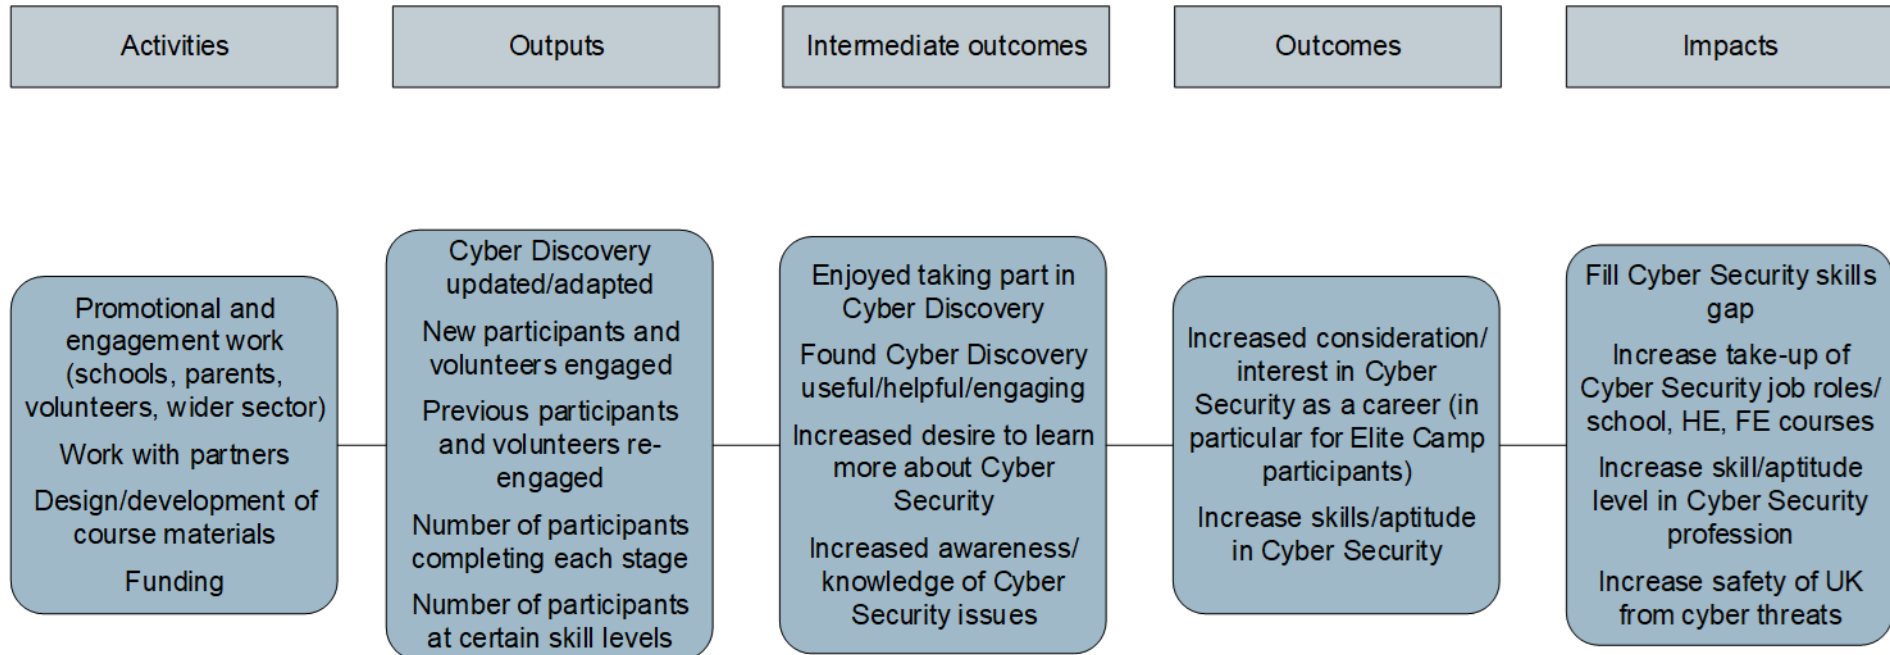 Activities
Outputs
Intermediate outcomes
Outcomes
Impacts
Promotional and
engagement work
(schools, parents,
volunteers, wider sector)
Work with partners
Design/development of
course materials
Funding
Cyber Discovery
updated/adapted
New participants and
volunteers engaged
Previous participants
and volunteers re-
engaged
Number of participants
completing each stage
Number of participants
at certain skill levels
Enjoyed taking part in
Cyber Discovery
Found Cyber Discovery
useful/helpful/engaging
Increased desire to learn
more about Cyber
Security
Increased awareness/
knowledge of Cyber
Security issues
Increased consideration/
interest in Cyber
Security as a career (in
particular for Elite Camp
participants)
Increase skills/aptitude
in Cyber Security
Fill Cyber Security skills
gap
Increase take-up of
Cyber Security job roles/
school, HE, FE courses
Increase skill/aptitude
level in Cyber Security
profession
Increase safety of UK
from cyber threats